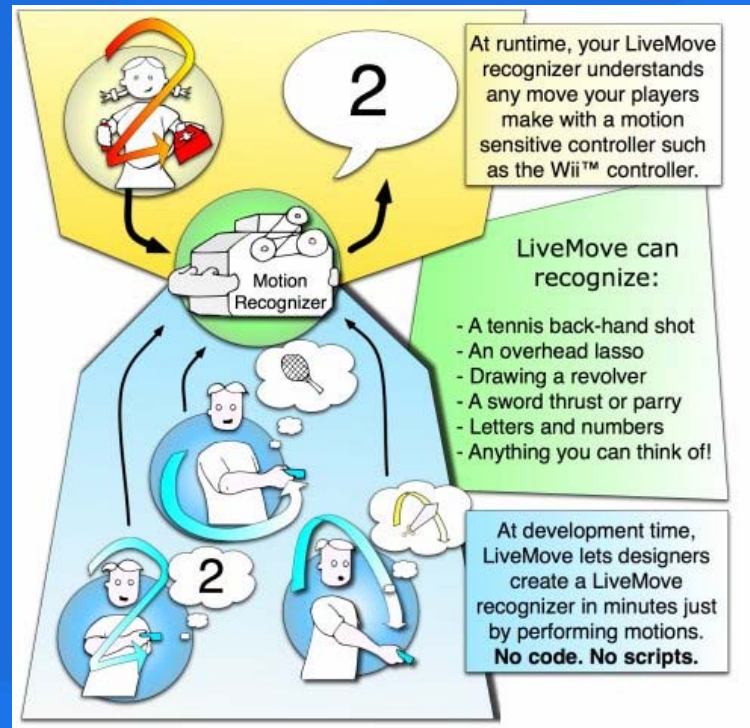 2
At runtime, your LiveMove
recognizer understands
any move your players
make with a motion
sensitive controller such
as the Wii™ controller.
Motion
Recognizer
LiveMove can
recognize:
- A tennis back-hand shot
- An overhead lasso
- Drawing a revolver
- A sword thrust or parry
- Letters and numbers
- Anything you can think of!
2
At development time,
LiveMove lets designers
create a LiveMove
recognizer in minutes just
by performing motions.
No code. No scripts.